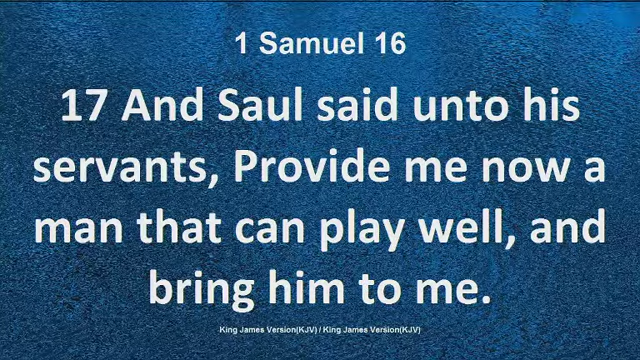 1 Samuel 16
17 And Saul said unto his
servants, Provide me now a
man that can play well, and
bring him to me.
King James Version(KJV) / King James Version(KJV)